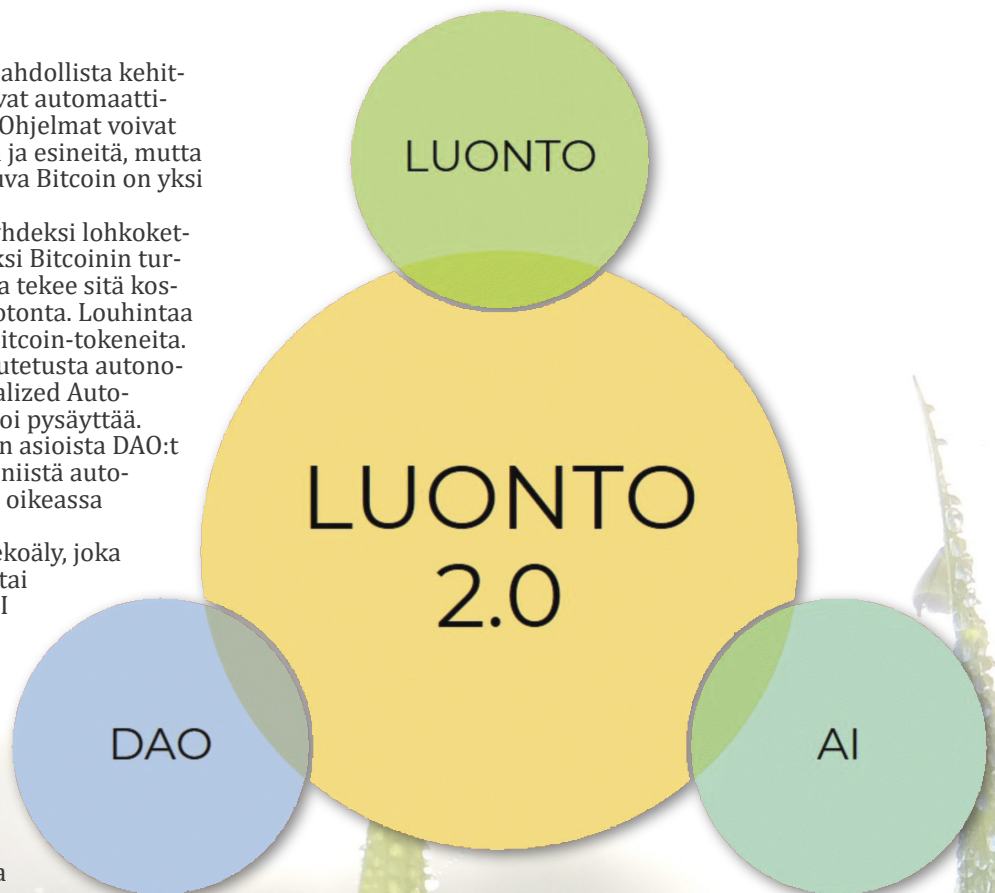 ahdollista kehit-
vat automaatti-
Ohjelmat voivat
ja esineitä, mutta
uva Bitcoin on yksi
hdeksi lohkoket-
ksi Bitcoinin tur-
a tekee sitä kos-
otonta. Louhintaa
itcoin-tokeneita.
utetusta autono-
alized Auto-
oi pysäyttää.
n asioista DAO:t
niistä auto-
oikeassa
ekoäly, joka
tai
I
a
LUONTO
LUONTO
2.0
DAO
AI